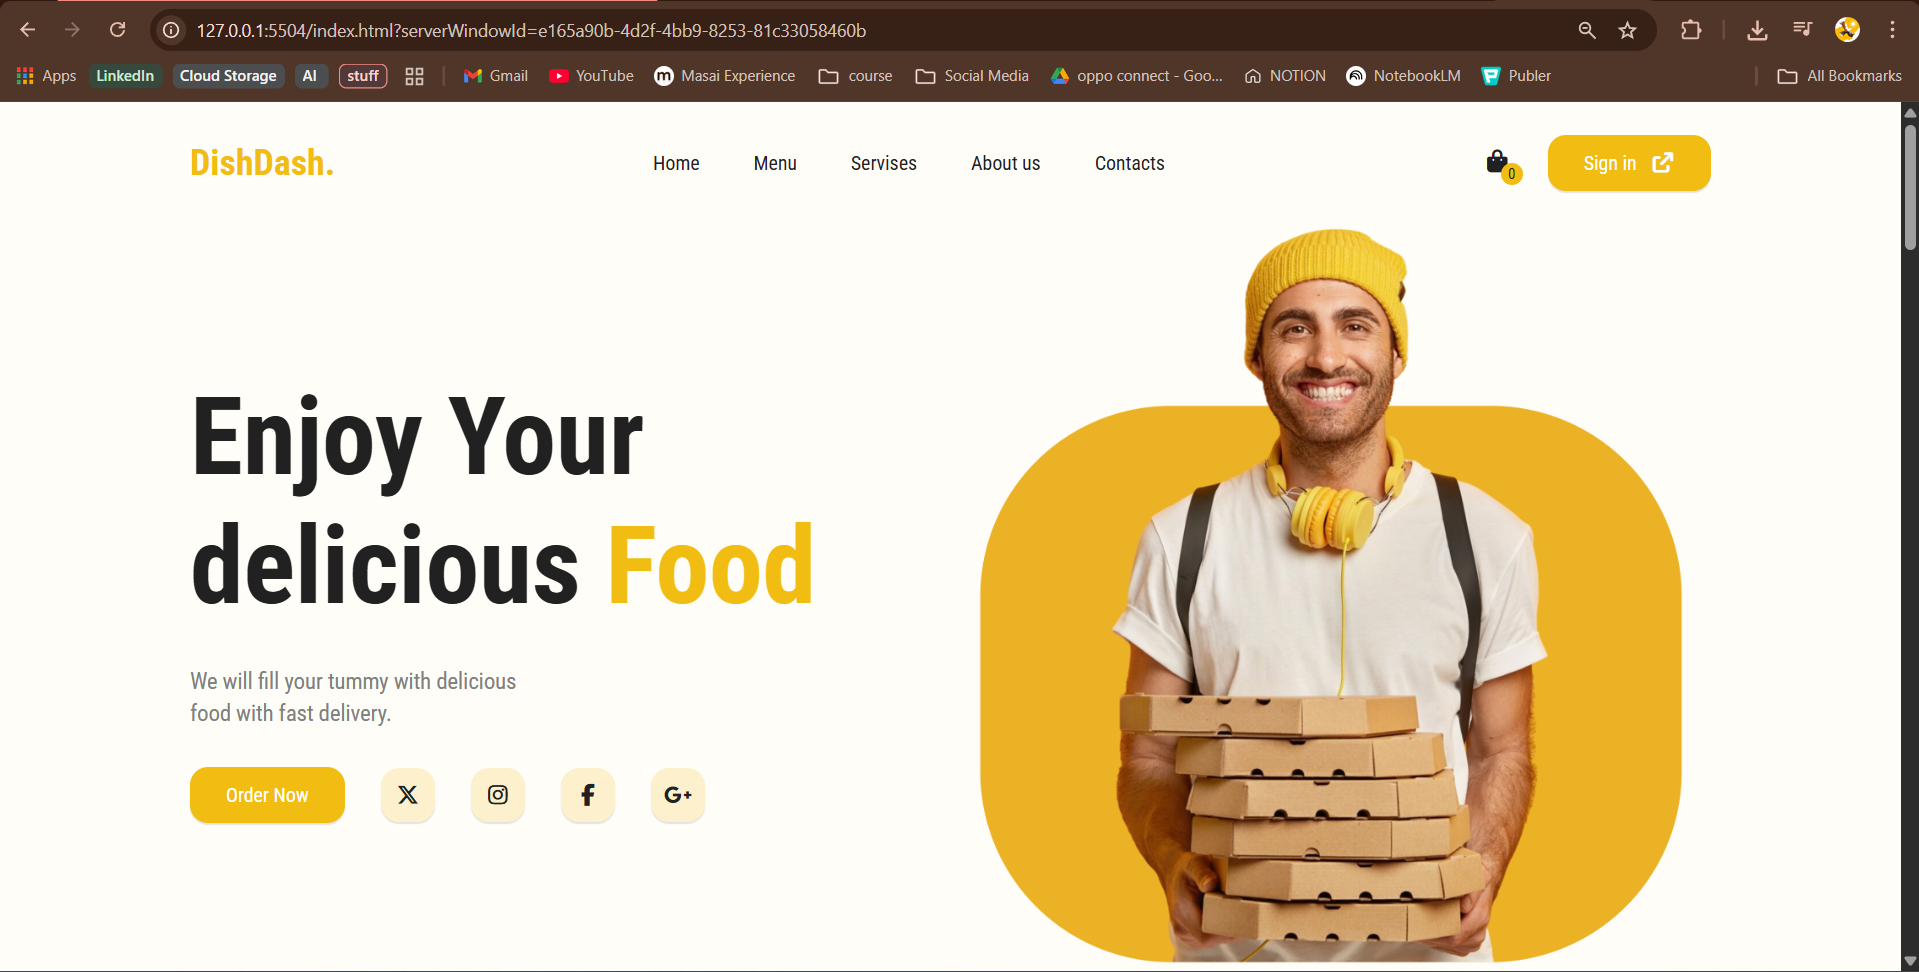 127.0.0.1:5504/index.html?serverWindowId=e165a90b-4d2f-4bb9-8253-81c33058460b
Apps LinkedIn Cloud Storage AI stuff Gmail YouTube Masai Experience course Social Media oppo connect - Goo... NOTION NotebookLM Publer All Bookmarks
DishDash. Home Menu Servises About us Contacts 0 Sign in
Enjoy Your
delicious Food
We will fill your tummy with delicious
food with fast delivery.
Order Now